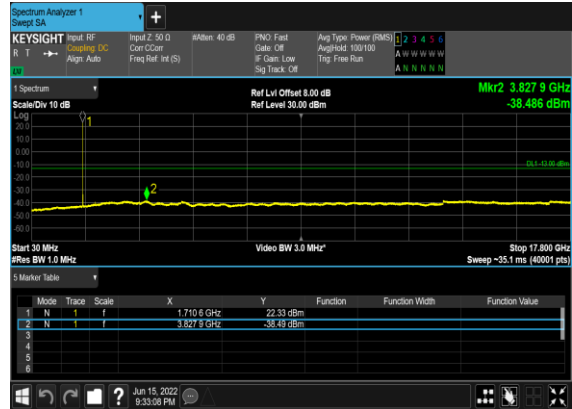 Spectrum Analyzer 1
Swept SA
+
KEYSIGHT Input: RF Input Z: 50 Ω #Atten: 40 dB PNO: Fast Avg Type: Power (RMS) 1 2 3 4 5 6
R T Coupling: DC Corr CCorr Gate: Off Avg|Hold: 100/100 A W W W W W
Align: Auto Freq Ref: Int (S) IF Gain: Low Trig: Free Run
Sig Track: Off A N N N N N
1 Spectrum Ref Lvl Offset 8.00 dB Mkr2 3.827 9 GHz
Scale/Div 10 dB Ref Level 30.00 dBm -38.486 dBm
Log
1
20.0
10.0
0.00
-10.0
DL1 -13.00 dBm
-20.0
-30.0
2
-40.0
-50.0
-60.0
Start 30 MHz Video BW 3.0 MHz* Stop 17.800 GHz
#Res BW 1.0 MHz Sweep ~35.1 ms (40001 pts)
5 Marker Table
Mode Trace Scale X Y Function Function Width Function Value
1 N 1 f 1.710 6 GHz 22.33 dBm
2 N 1 f 3.827 9 GHz -38.49 dBm
3
4
5
6
? Jun 15, 2022
9:33:08 PM